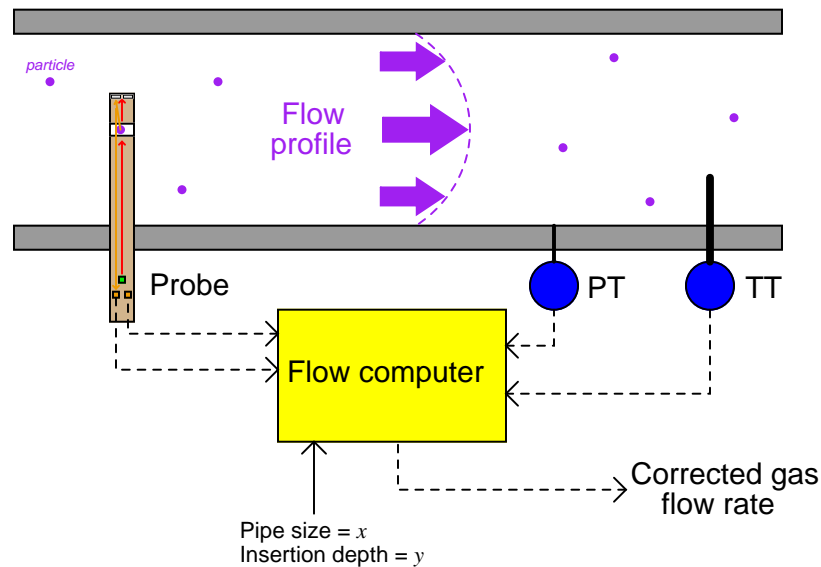 particle
Flow
profile
Probe
PT
TT
Flow computer
Corrected gas
flow rate
Pipe size = x
Insertion depth = y